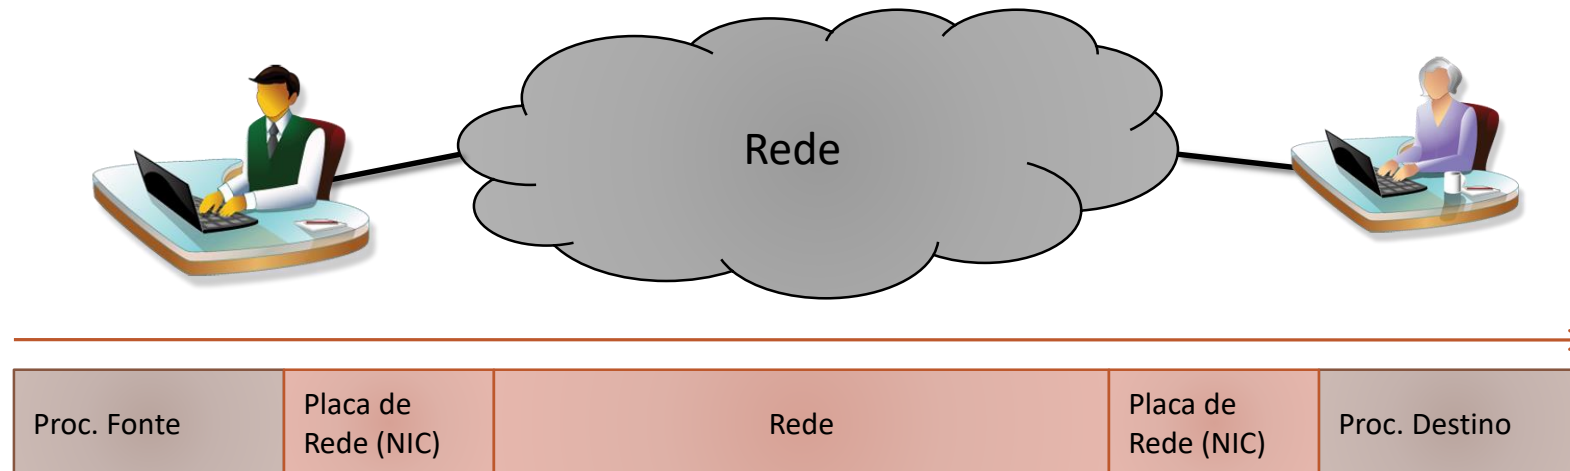 Rede
Proc. Fonte
Placa de
Rede (NIC)
Rede
Placa de
Rede (NIC)
Proc. Destino